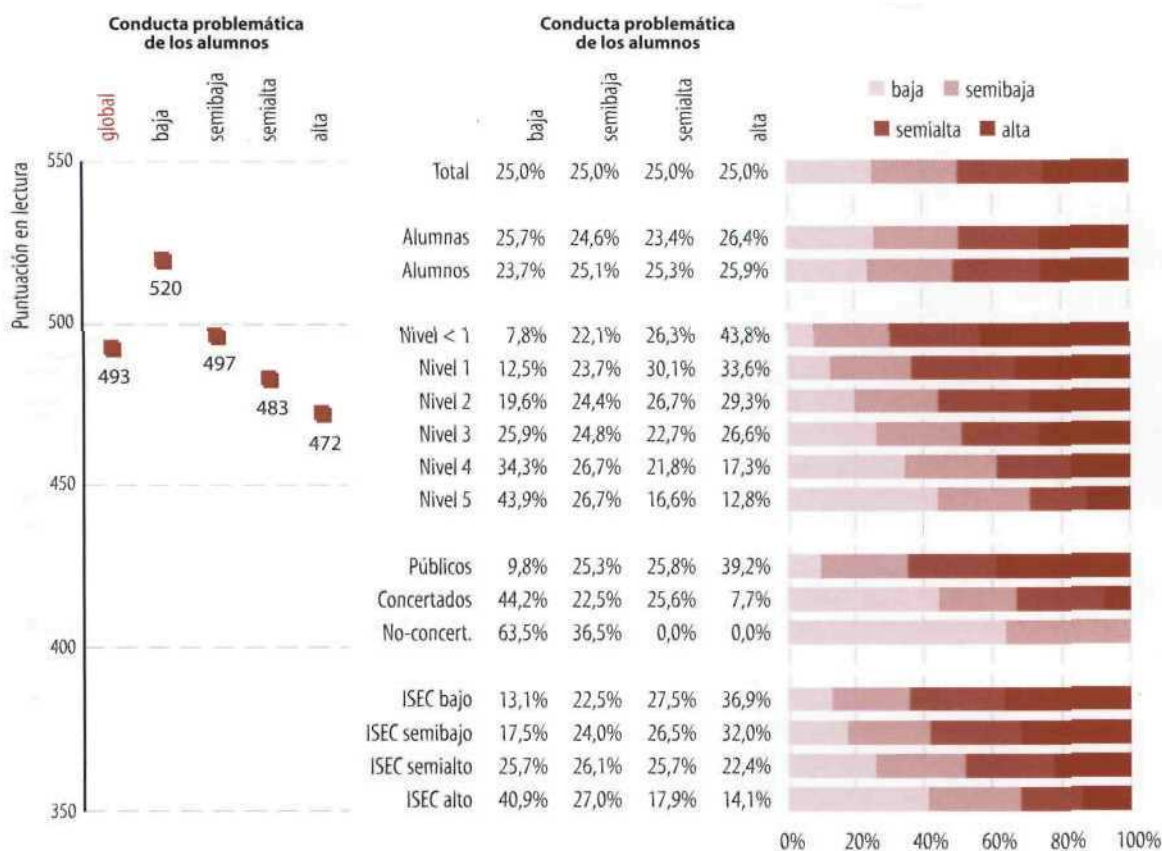 Conducta problemática
de los alumnos
global baja semibaja semialta alta
Puntuación en lectura
550
500
450
400
350
493
520
497
483
472
Conducta problemática
de los alumnos
baja semibaja semialta alta
Total 25,0% 25,0% 25,0% 25,0%
Alumnas 25,7% 24,6% 23,4% 26,4%
Alumnos 23,7% 25,1% 25,3% 25,9%
Nivel < 1 7,8% 22,1% 26,3% 43,8%
Nivel 1 12,5% 23,7% 30,1% 33,6%
Nivel 2 19,6% 24,4% 26,7% 29,3%
Nivel 3 25,9% 24,8% 22,7% 26,6%
Nivel 4 34,3% 26,7% 21,8% 17,3%
Nivel 5 43,9% 26,7% 16,6% 12,8%
Públicos 9,8% 25,3% 25,8% 39,2%
Concertados 44,2% 22,5% 25,6% 7,7%
No-concert. 63,5% 36,5% 0,0% 0,0%
ISEC bajo 13,1% 22,5% 27,5% 36,9%
ISEC semibajo 17,5% 24,0% 26,5% 32,0%
ISEC semialto 25,7% 26,1% 25,7% 22,4%
ISEC alto 40,9% 27,0% 17,9% 14,1%
baja semibaja
semialta alta
0% 20% 40% 60% 80% 100%